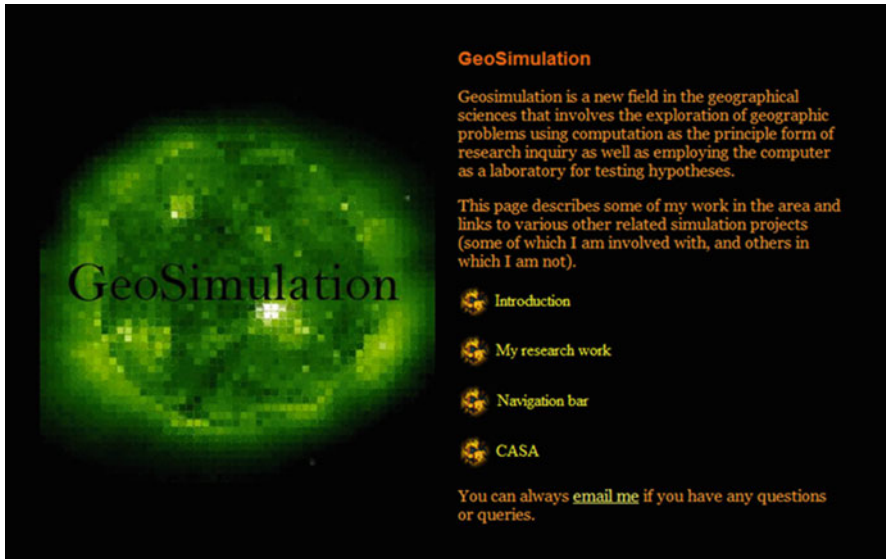 GeoSimulation
GeoSimulation
Geosimulation is a new field in the geographical
sciences that involves the exploration of geographic
problems using computation as the principle form of
research inquiry as well as employing the computer
as a laboratory for testing hypotheses.
This page describes some of my work in the area and
links to various other related simulation projects
(some of which I am involved with, and others in
which I am not).
Introduction
My research work
Navigation bar
CASA
You can always email me if you have any questions
or queries.